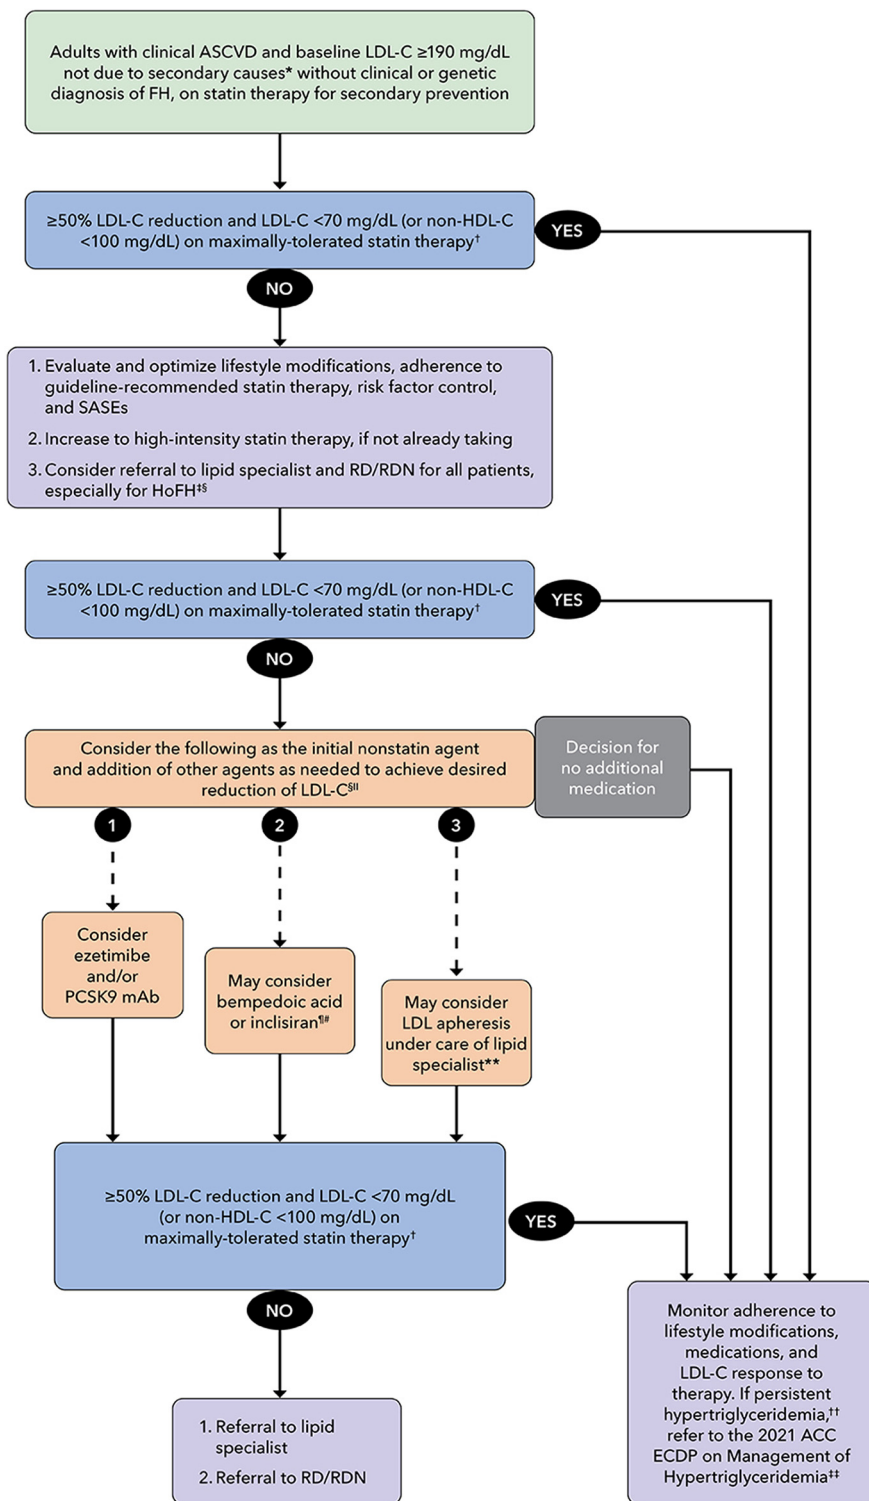 Adults with clinical ASCVD and baseline LDL-C ≥190 mg/dL
not due to secondary causes* without clinical or genetic
diagnosis of FH, on statin therapy for secondary prevention
≥50% LDL-C reduction and LDL-C <70 mg/dL (or non-HDL-C
<100 mg/dL) on maximally-tolerated statin therapy†
YES
NO
1. Evaluate and optimize lifestyle modifications, adherence to
guideline-recommended statin therapy, risk factor control,
and SASEs
2. Increase to high-intensity statin therapy, if not already taking
3. Consider referral to lipid specialist and RD/RDN for all patients,
especially for HoFH‡§
≥50% LDL-C reduction and LDL-C <70 mg/dL (or non-HDL-C
<100 mg/dL) on maximally-tolerated statin therapy†
YES
NO
Consider the following as the initial nonstatin agent
and addition of other agents as needed to achieve desired
reduction of LDL-C§II
Decision for
no additional
medication
1
2
3
Consider
ezetimibe
and/or
PCSK9 mAb
May consider
bempedoic acid
or inclisiran¶#
May consider
LDL apheresis
under care of lipid
specialist**
≥50% LDL-C reduction and LDL-C <70 mg/dL
(or non-HDL-C <100 mg/dL) on
maximally-tolerated statin therapy†
YES
NO
1. Referral to lipid
specialist
2. Referral to RD/RDN
Monitor adherence to
lifestyle modifications,
medications, and
LDL-C response to
therapy. If persistent
hypertriglyceridemia,††
refer to the 2021 ACC
ECDP on Management of
Hypertriglyceridemia‡‡